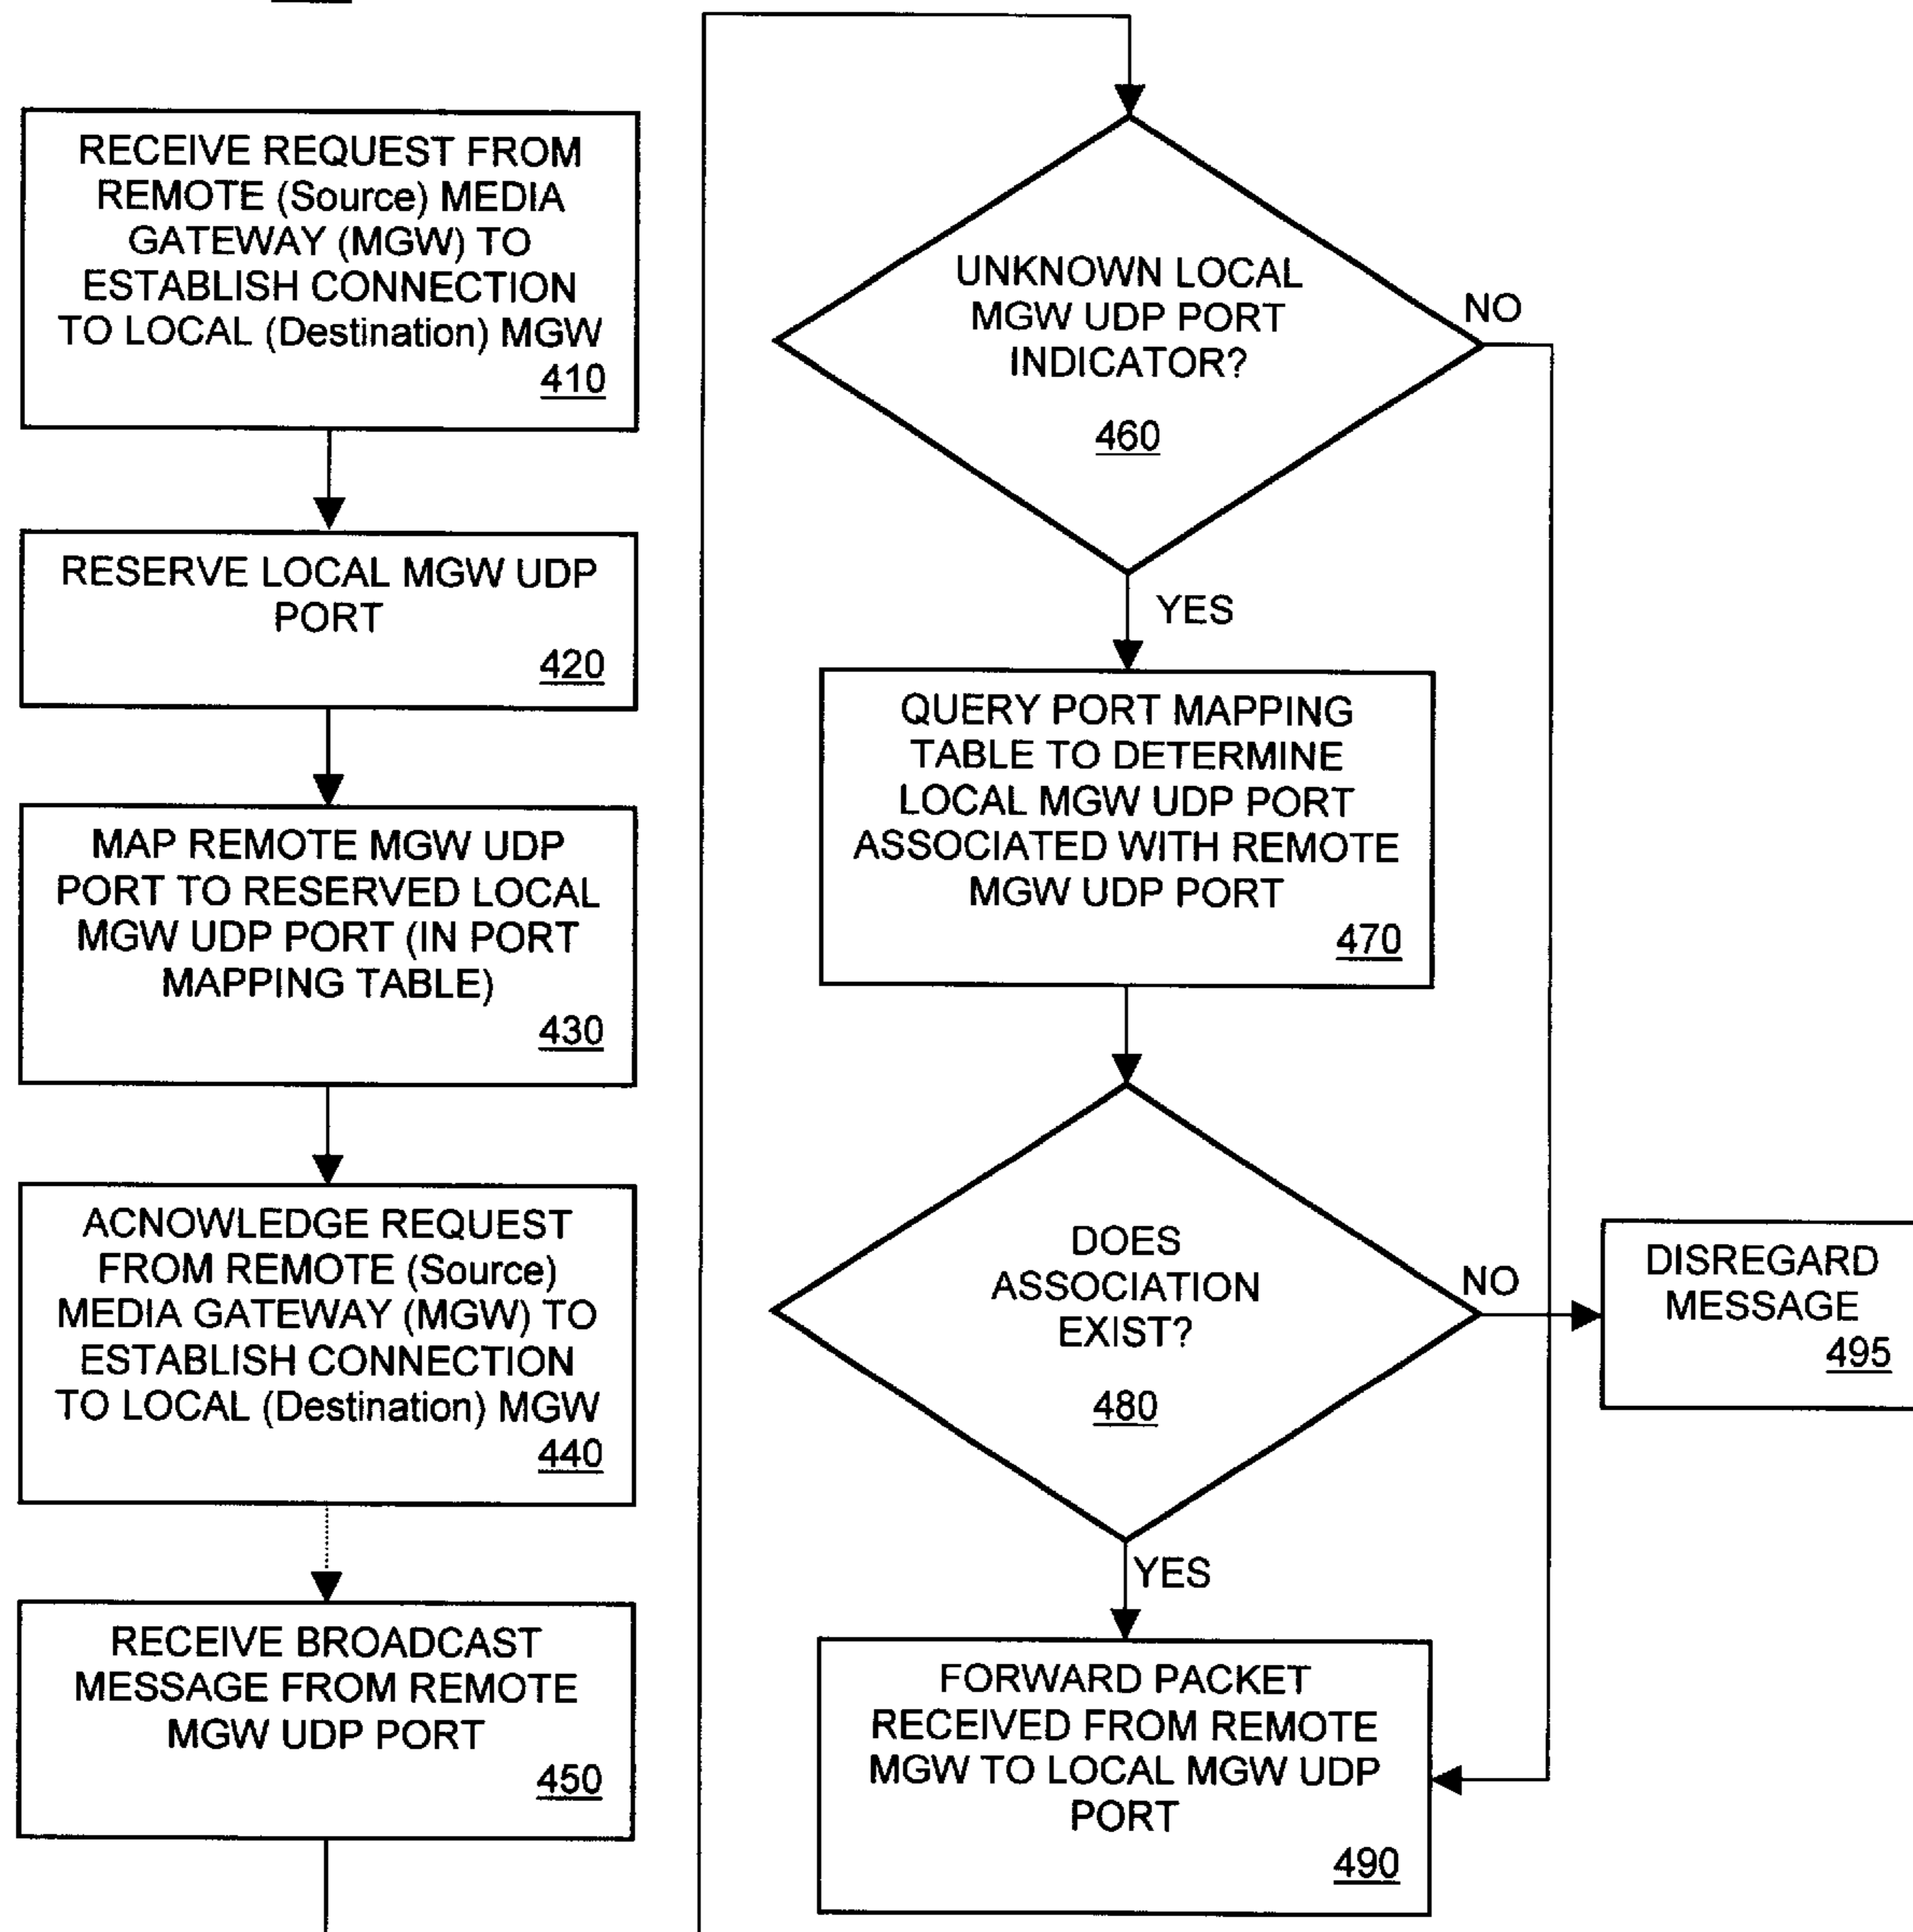 RECEIVE REQUEST FROM
REMOTE (Source) MEDIA
GATEWAY (MGW) TO
ESTABLISH CONNECTION
TO LOCAL (Destination) MGW
410
RESERVE LOCAL MGW UDP
PORT
420
MAP REMOTE MGW UDP
PORT TO RESERVED LOCAL
MGW UDP PORT (IN PORT
MAPPING TABLE)
430
ACNOWLEDGE REQUEST
FROM REMOTE (Source)
MEDIA GATEWAY (MGW) TO
ESTABLISH CONNECTION
TO LOCAL (Destination) MGW
440
RECEIVE BROADCAST
MESSAGE FROM REMOTE
MGW UDP PORT
450
UNKNOWN LOCAL
MGW UDP PORT
INDICATOR?
460
NO
YES
QUERY PORT MAPPING
TABLE TO DETERMINE
LOCAL MGW UDP PORT
ASSOCIATED WITH REMOTE
MGW UDP PORT
470
DOES
ASSOCIATION
EXIST?
480
NO
DISREGARD
MESSAGE
495
YES
FORWARD PACKET
RECEIVED FROM REMOTE
MGW TO LOCAL MGW UDP
PORT
490